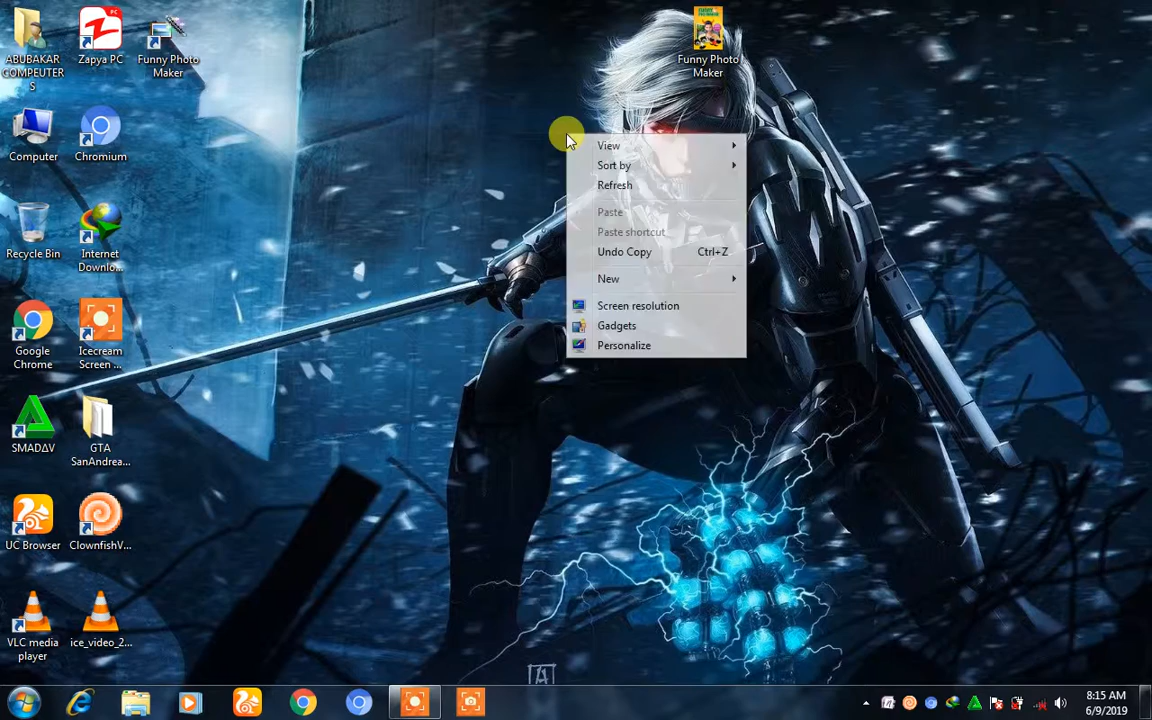 ABUBAKAR
COMPEUTER
S
Zapya PC
Funny Photo
Maker
Funny Photo
Maker
Computer
Chromium
Recycle Bin
Internet
Downlo...
Google
Chrome
Icecream
Screen ...
SMADΔV
GTA
SanAndrea...
UC Browser
ClownfishV...
VLC media
player
ice_video_2...
View
Sort by
Refresh
Paste
Paste shortcut
Undo Copy Ctrl+Z
New
Screen resolution
Gadgets
Personalize
8:15 AM
6/9/2019